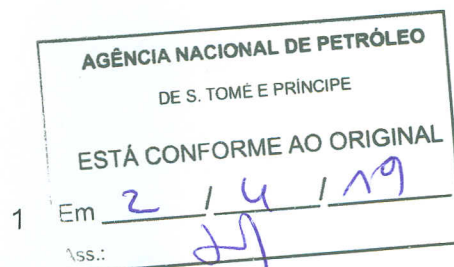 AGÊNCIA NACIONAL DE PETRÓLEO
DE S. TOMÉ E PRÍNCIPE
ESTÁ CONFORME AO ORIGINAL
1 Em 2 / 4 / 19
Ass.: